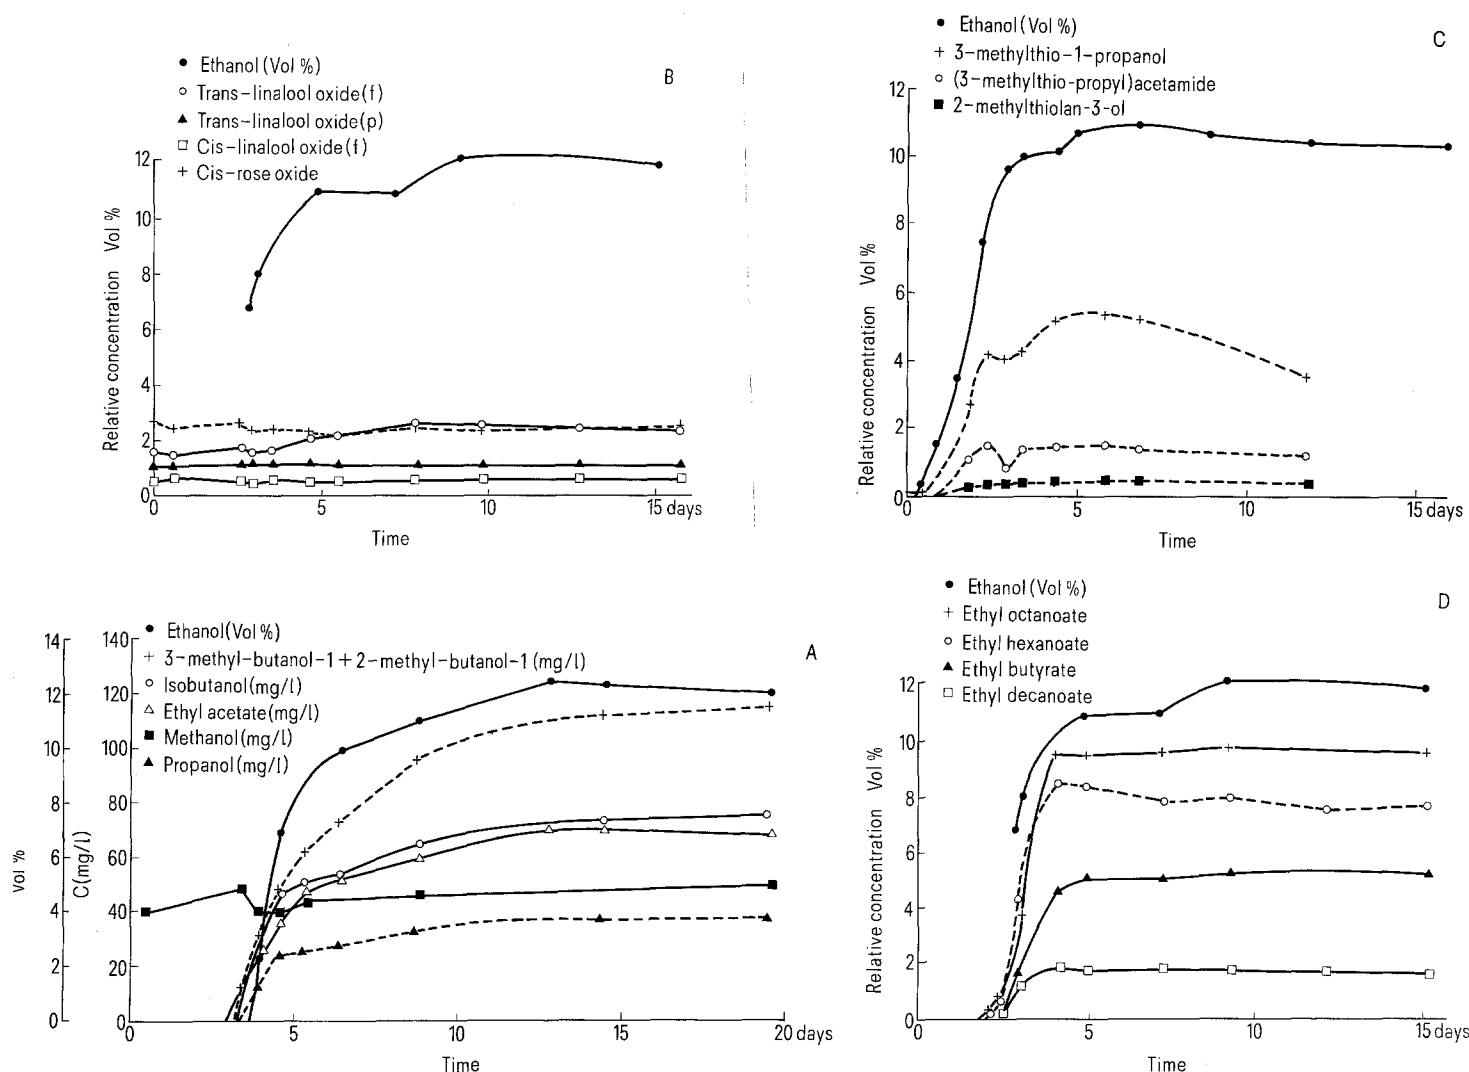 B
● Ethanol (Vol %)
○ Trans-linalool oxide (f)
▲ Trans-linalool oxide (p)
□ Cis-linalool oxide (f)
+ Cis-rose oxide
12
10
8
6
4
2
0
Relative concentration Vol %
0 5 10 15 days
Time
C
● Ethanol (Vol %)
+ 3-methylthio-1-propanol
○ (3-methylthio-propyl)acetamide
■ 2-methylthiolan-3-ol
12
10
8
6
4
2
0
Relative concentration Vol %
0 5 10 15 days
Time
A
● Ethanol (Vol %)
+ 3-methyl-butanol-1 + 2-methyl-butanol-1 (mg/l)
○ Isobutanol (mg/l)
△ Ethyl acetate (mg/l)
■ Methanol (mg/l)
▲ Propanol (mg/l)
14 140
12 120
10 100
8 80
6 60
4 40
2 20
0 0
Vol %
C (mg/l)
0 5 10 15 20 days
Time
D
● Ethanol (Vol %)
+ Ethyl octanoate
○ Ethyl hexanoate
▲ Ethyl butyrate
□ Ethyl decanoate
12
10
8
6
4
2
0
Relative concentration Vol %
0 5 10 15 days
Time